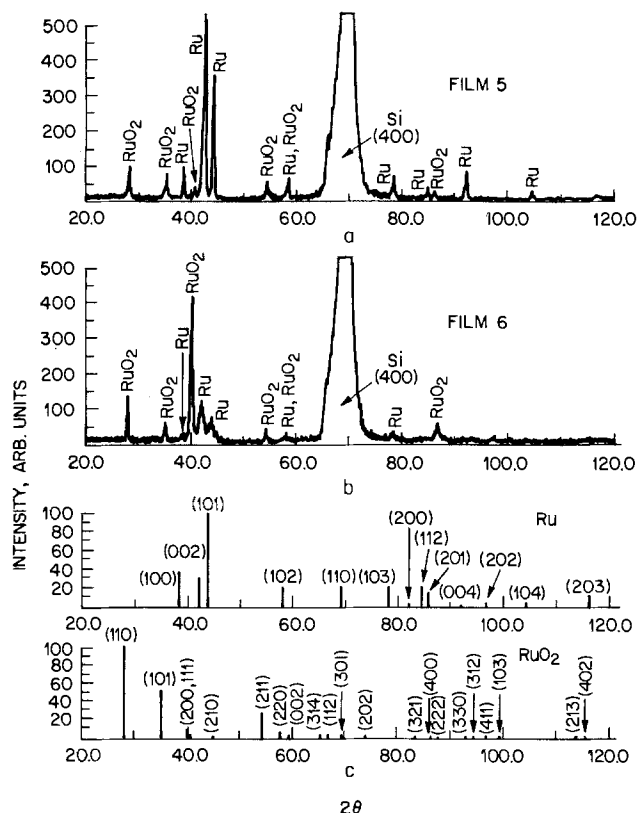 INTENSITY, ARB. UNITS
500
400
300
200
100
FILM 5
RuO2
RuO2
Ru
RuO2
Ru
Ru
RuO2
Ru, RuO2
Si
(400)
Ru
Ru
RuO2
Ru
Ru
20.0 40.0 60.0 80.0 100.0 120.0
a
500
400
300
200
100
FILM 6
RuO2
RuO2
Ru
RuO2
Ru
Ru
RuO2
Ru, RuO2
Si
(400)
Ru
RuO2
20.0 40.0 60.0 80.0 100.0 120.0
b
100
80
60
40
20
Ru
(100)
(002)
(101)
(102)
(110)
(103)
(200)
(112)
(201)
(004)
(202)
(104)
(203)
20.0 40.0 60.0 80.0 100.0 120.0
100
80
60
40
20
RuO2
(110)
(101)
(200,111)
(210)
(211)
(220)
(002)
(314)
(112)
(301)
(202)
(321)
(400)
(222)
(330)
(312)
(411)
(103)
(213)
(402)
20.0 40.0 60.0 80.0 100.0 120.0
c
2θ